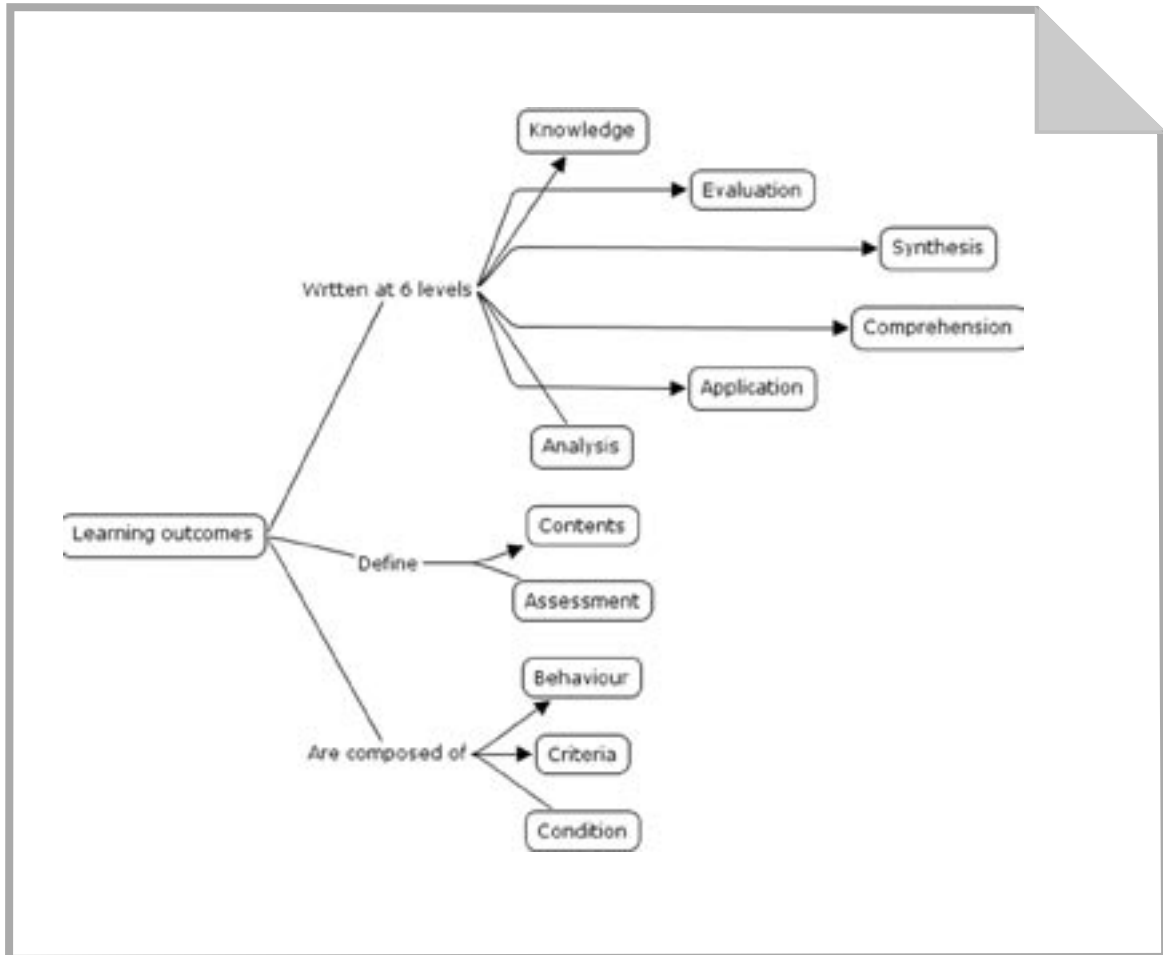 Knowledge
Evaluation
Synthesis
Wrtten at 6 levels
Comprehension
Application
Analysis
Learning outcomes
Contents
Define
Assessment
Behaviour
Are composed of
Criteria
Condition